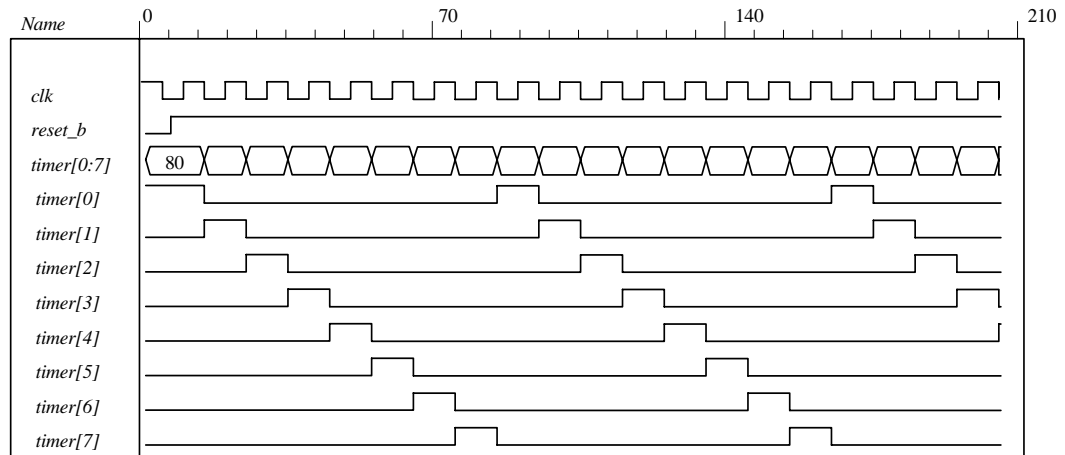 Name 0 70 140 210
clk
reset_b
timer[0:7] 80
timer[0]
timer[1]
timer[2]
timer[3]
timer[4]
timer[5]
timer[6]
timer[7]